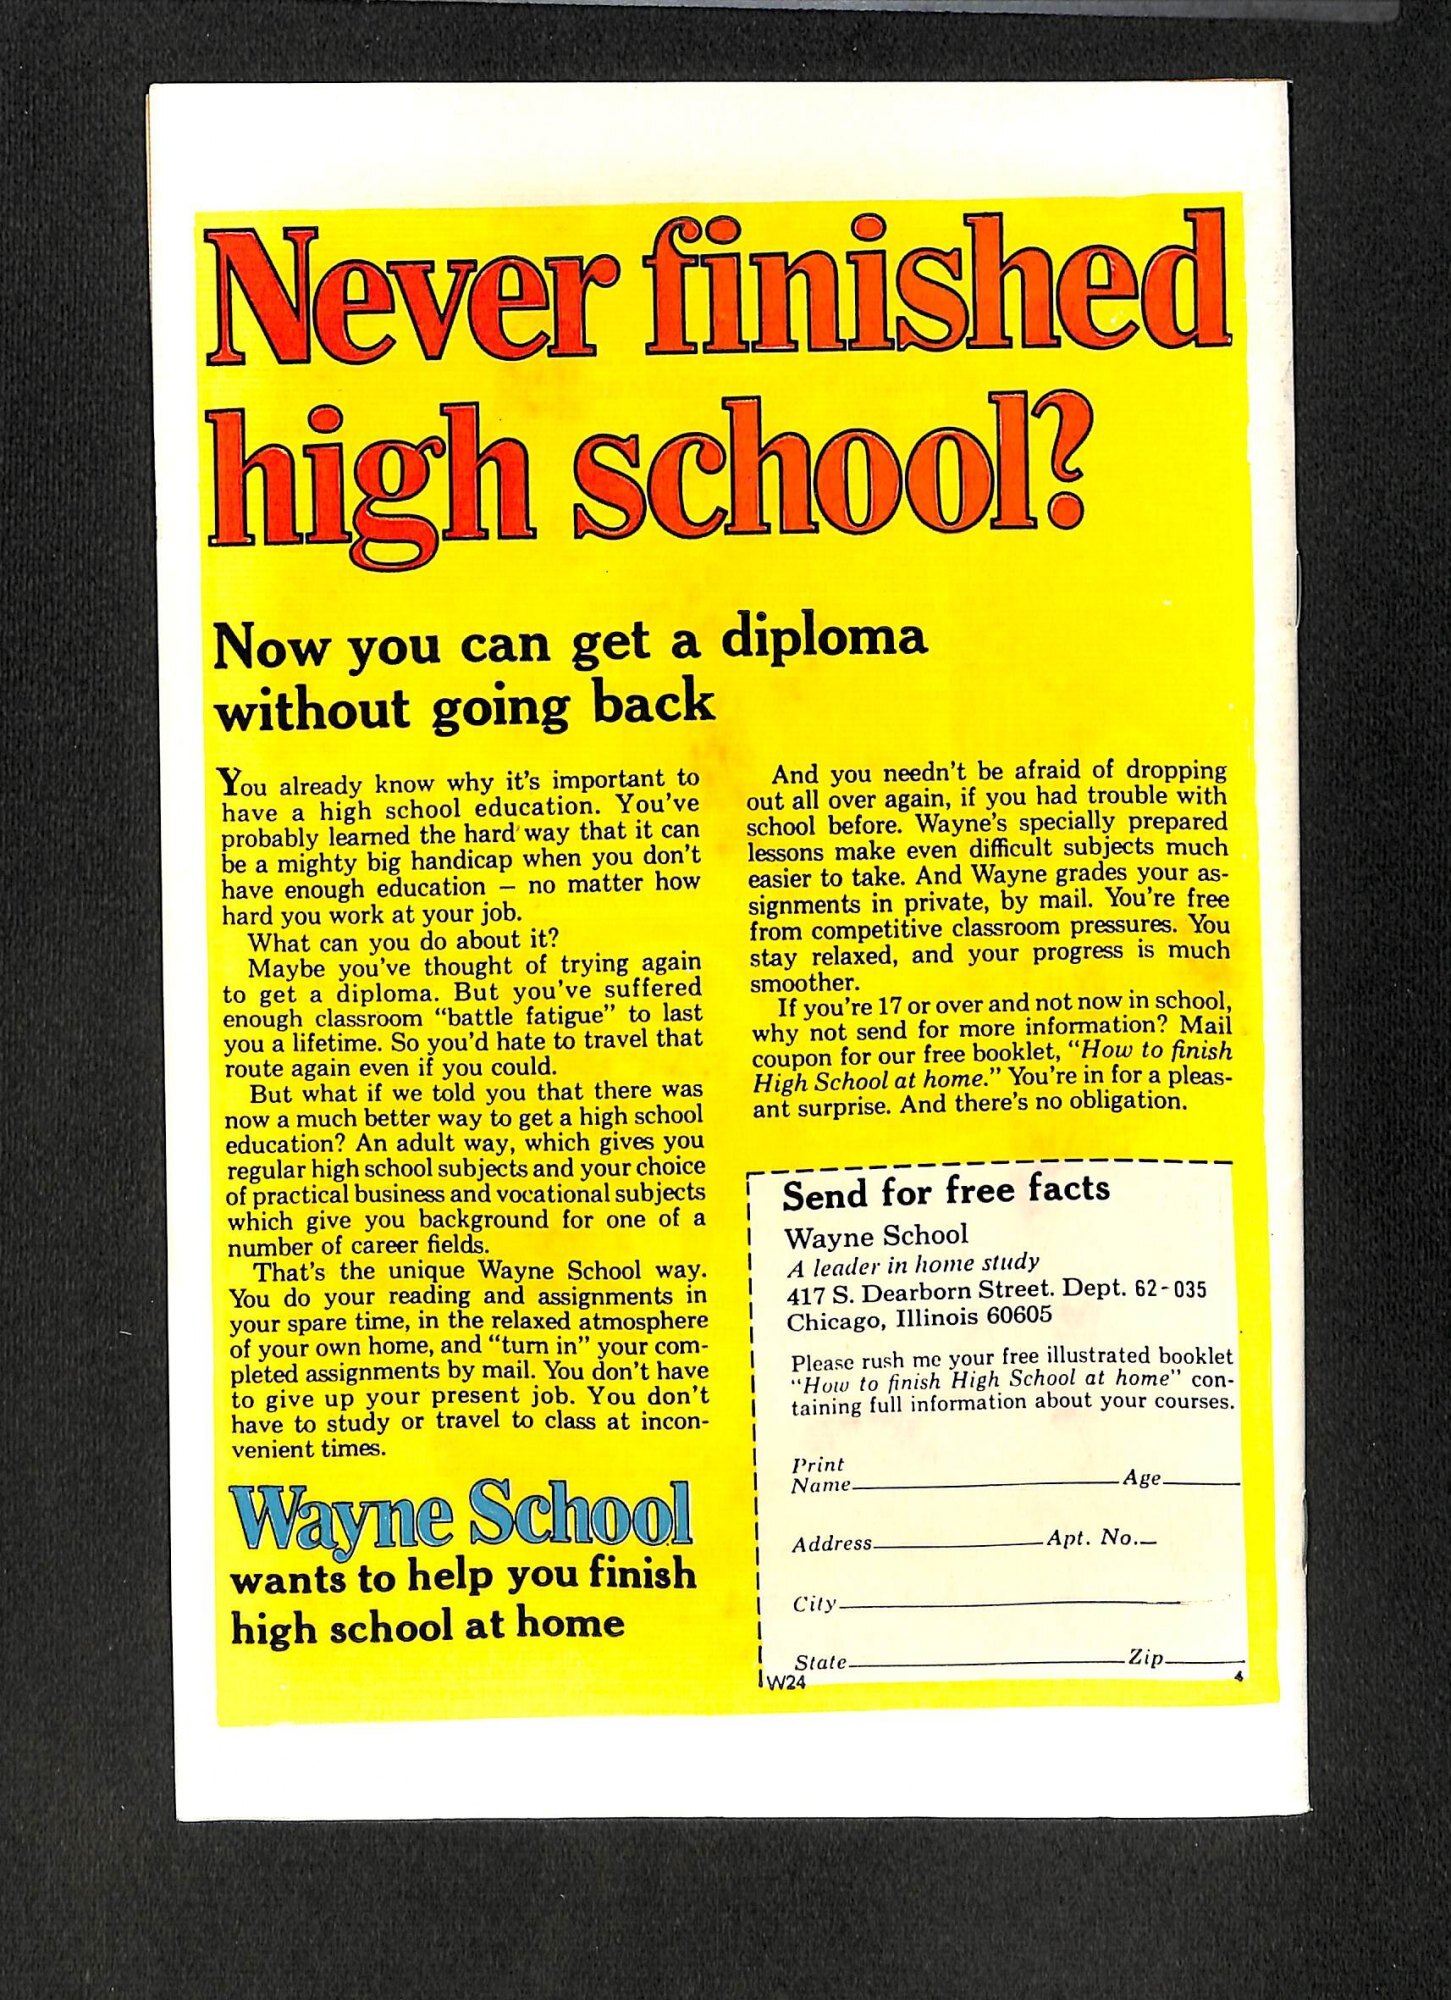 Never finished
high school?
Now you can get a diploma
without going back
You already know why it's important to
have a high school education. You've
probably learned the hard way that it can
be a mighty big handicap when you don't
have enough education – no matter how
hard you work at your job.
What can you do about it?
Maybe you've thought of trying again
to get a diploma. But you've suffered
enough classroom “battle fatigue” to last
you a lifetime. So you'd hate to travel that
route again even if you could.
But what if we told you that there was
now a much better way to get a high school
education? An adult way, which gives you
regular high school subjects and your choice
of practical business and vocational subjects
which give you background for one of a
number of career fields.
That's the unique Wayne School way.
You do your reading and assignments in
your spare time, in the relaxed atmosphere
of your own home, and “turn in” your com-
pleted assignments by mail. You don't have
to give up your present job. You don't
have to study or travel to class at incon-
venient times.
Wayne School
wants to help you finish
high school at home
And you needn't be afraid of dropping
out all over again, if you had trouble with
school before. Wayne's specially prepared
lessons make even difficult subjects much
easier to take. And Wayne grades your as-
signments in private, by mail. You're free
from competitive classroom pressures. You
stay relaxed, and your progress is much
smoother.
If you're 17 or over and not now in school,
why not send for more information? Mail
coupon for our free booklet, “How to finish
High School at home.” You're in for a pleas-
ant surprise. And there's no obligation.
Send for free facts
Wayne School
A leader in home study
417 S. Dearborn Street. Dept. 62-035
Chicago, Illinois 60605
Please rush me your free illustrated booklet
“How to finish High School at home” con-
taining full information about your courses.
Print
Name Age
Address Apt. No.
City
State Zip
W24 4